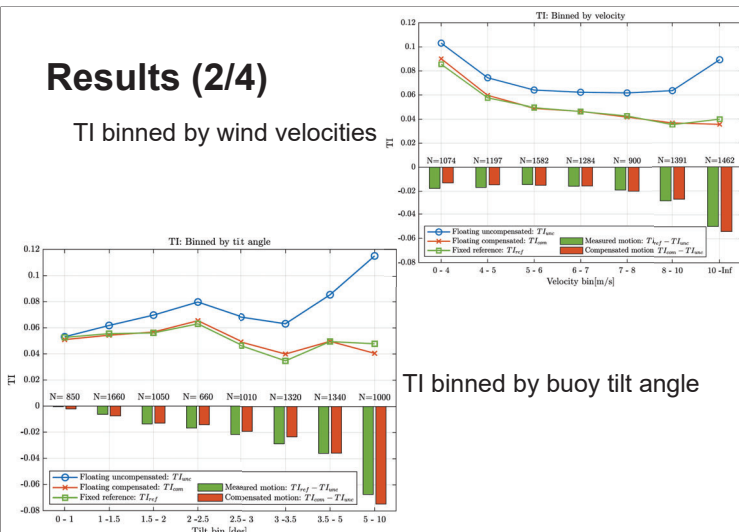 TI: Binned by velocity
Results (2/4)
TI binned by wind velocities
0.12
0.1
0.08
0.06
0.04
0.02
0
-0.02
-0.04
-0.06
-0.08
TI
N=1074 N=1197 N=1582 N=1284 N= 900 N=1391 N=1462
Floating uncompensated: TI_unc
Floating compensated: TI_com
Fixed reference: TI_ref
Measured motion: TI_ref − TI_unc
Compensated motion TI_com − TI_unc
0 - 4 4 - 5 5 - 6 6 - 7 7 - 8 8 - 10 10 -Inf
Velocity bin[m/s]
TI: Binned by tilt angle
0.12
0.1
0.08
0.06
0.04
0.02
0
-0.02
-0.04
-0.06
-0.08
TI
N= 850 N=1660 N=1050 N= 660 N=1010 N=1320 N=1340 N=1000
Floating uncompensated: TI_unc
Floating compensated: TI_com
Fixed reference: TI_ref
Measured motion: TI_ref − TI_unc
Compensated motion: TI_com − TI_unc
0 - 1 1 -1.5 1.5 - 2 2 -2.5 2.5- 3 3 -3.5 3.5 - 5 5 - 10
Tilt bin [deg]
TI binned by buoy tilt angle